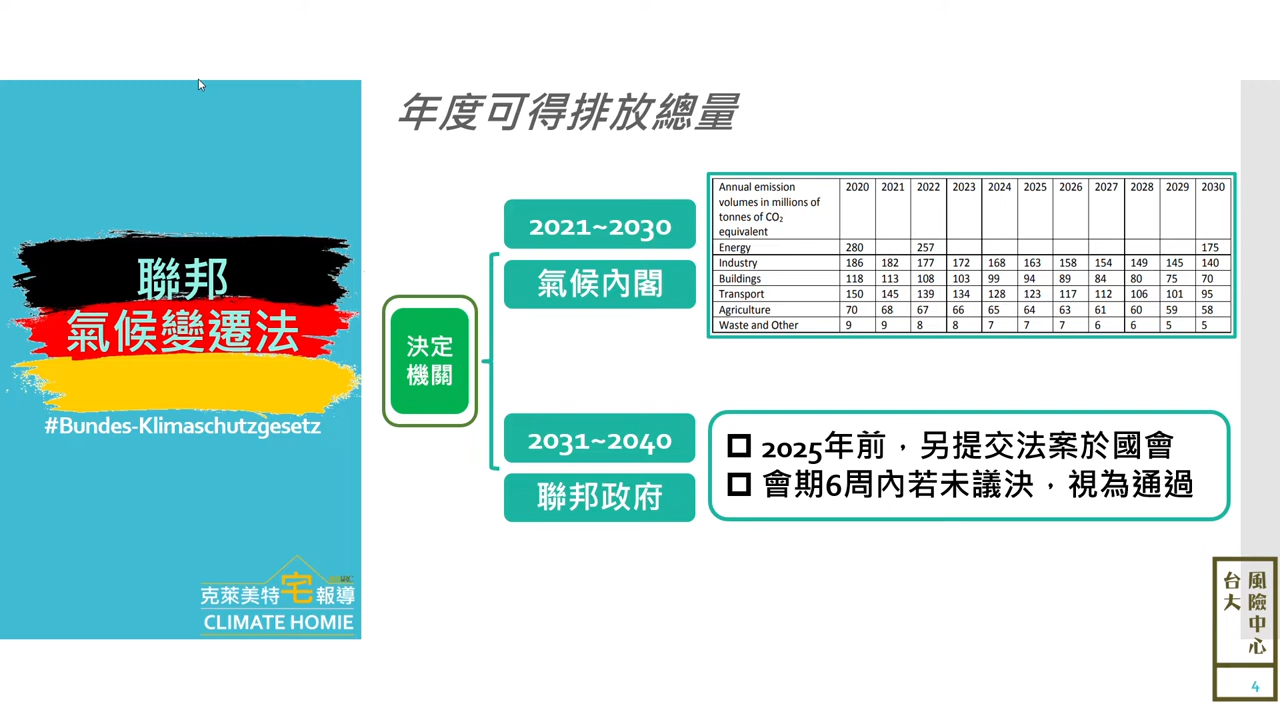 年度可得排放總量
聯邦
氣候變遷法
#Bundes-Klimaschutzgesetz
克萊美特宅報導
CLIMATE HOMIE
決定
機關
2021~2030
氣候內閣
Annual emission volumes in millions of tonnes of CO₂ equivalent 2020 2021 2022 2023 2024 2025 2026 2027 2028 2029 2030
Energy 280 257 175
Industry 186 182 177 172 168 163 158 154 149 145 140
Buildings 118 113 108 103 99 94 89 84 80 75 70
Transport 150 145 139 134 128 123 117 112 106 101 95
Agriculture 70 68 67 66 65 64 63 61 60 59 58
Waste and Other 9 9 8 8 7 7 7 6 6 5 5
2031~2040
聯邦政府
2025年前，另提交法案於國會
會期6周內若未議決，視為通過
台大
風險中心
4